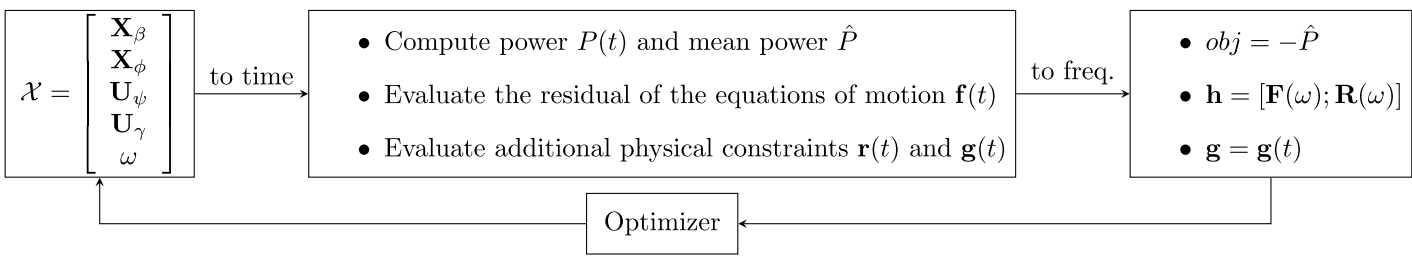 𝒳 = [ X_β
X_ϕ
U_ψ
U_γ
ω ]
to time
• Compute power P(t) and mean power P̂
• Evaluate the residual of the equations of motion f(t)
• Evaluate additional physical constraints r(t) and g(t)
to freq.
• obj = −P̂
• h = [F(ω); R(ω)]
• g = g(t)
Optimizer